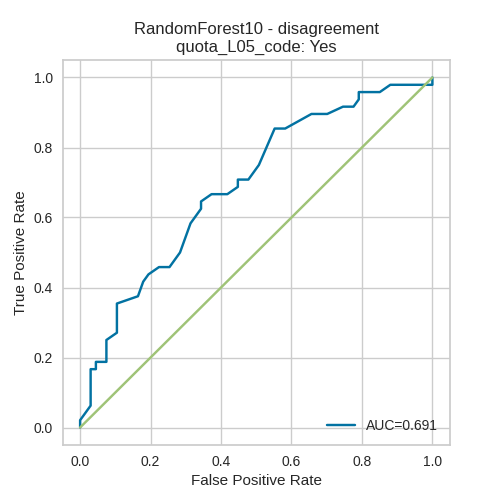 RandomForest10 - disagreement
quota_L05_code: Yes
1.0
0.8
0.6
0.4
0.2
0.0
True Positive Rate
AUC=0.691
0.0 0.2 0.4 0.6 0.8 1.0
False Positive Rate